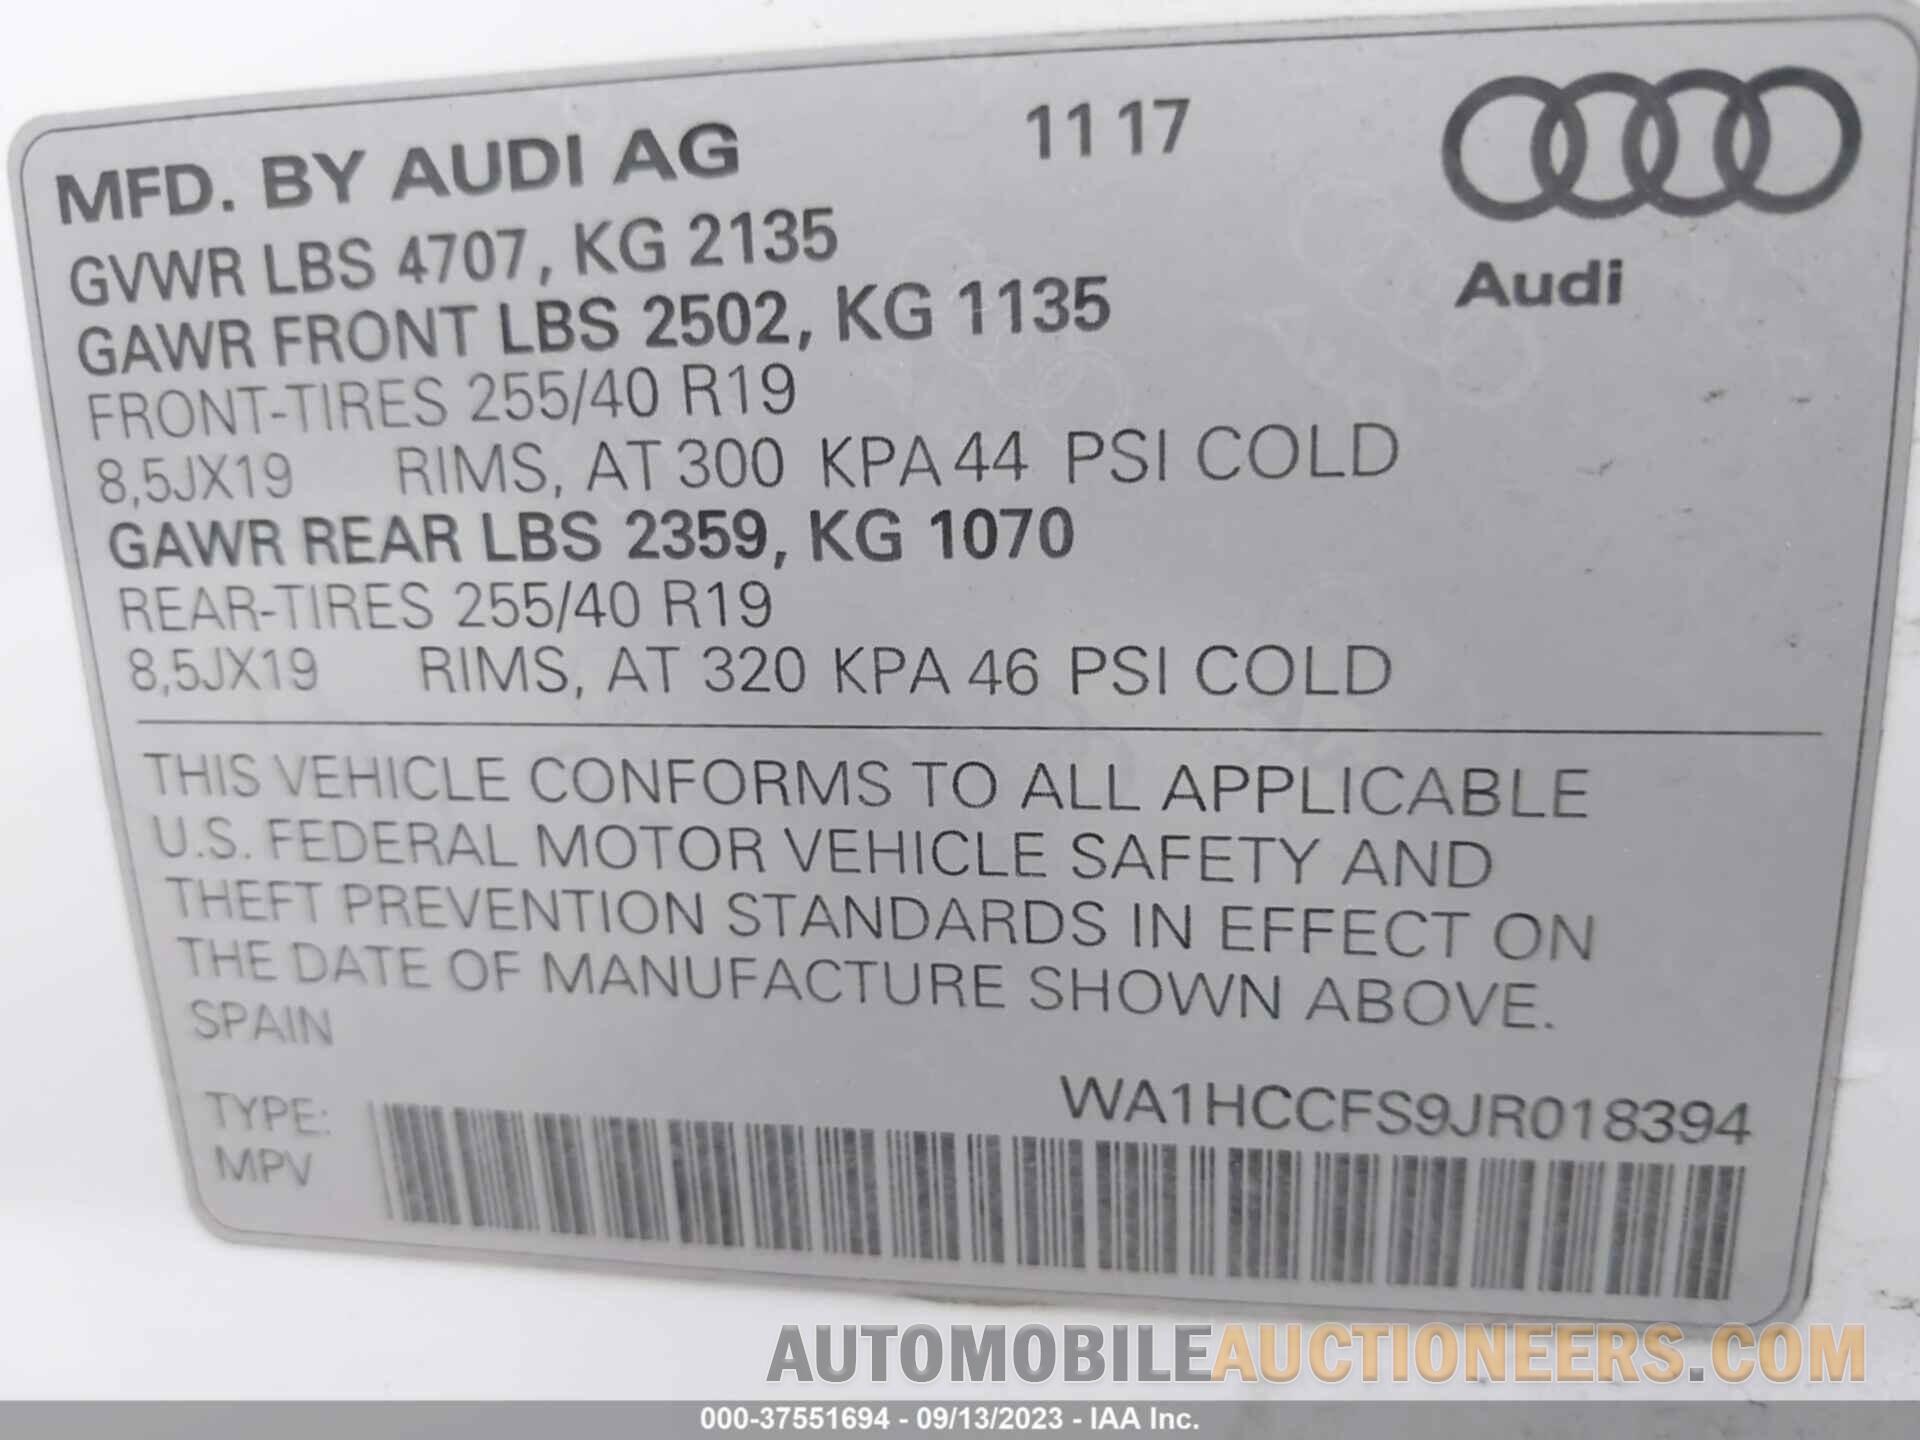 MFD. BY AUDI AG 11 17
GVWR LBS 4707, KG 2135
Audi
GAWR FRONT LBS 2502, KG 1135
FRONT-TIRES 255/40 R19
8,5JX19 RIMS, AT 300 KPA 44 PSI COLD
GAWR REAR LBS 2359, KG 1070
REAR-TIRES 255/40 R19
8,5JX19 RIMS, AT 320 KPA 46 PSI COLD
THIS VEHICLE CONFORMS TO ALL APPLICABLE
U.S. FEDERAL MOTOR VEHICLE SAFETY AND
THEFT PREVENTION STANDARDS IN EFFECT ON
THE DATE OF MANUFACTURE SHOWN ABOVE.
SPAIN
WA1HCCFS9JR018394
TYPE:
MPV
AUTOMOBILEAUCTIONEERS.COM
000-37551694 - 09/13/2023 - IAA Inc.